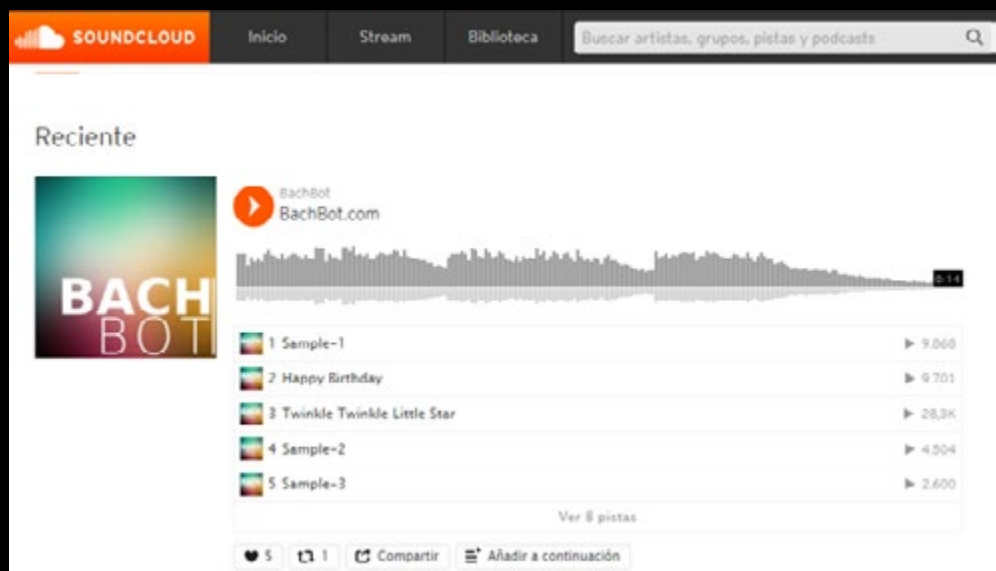 SOUNDCLOUD Inicio Stream Biblioteca Buscar artistas, grupos, pistas y podcasts
Reciente
BACH
BOT
BachBot
BachBot.com
0:14
1 Sample-1 9.060
2 Happy Birthday 9.701
3 Twinkle Twinkle Little Star 28,3K
4 Sample-2 4.504
5 Sample-3 2.600
Ver 8 pistas
5 1 Compartir Añadir a continuación